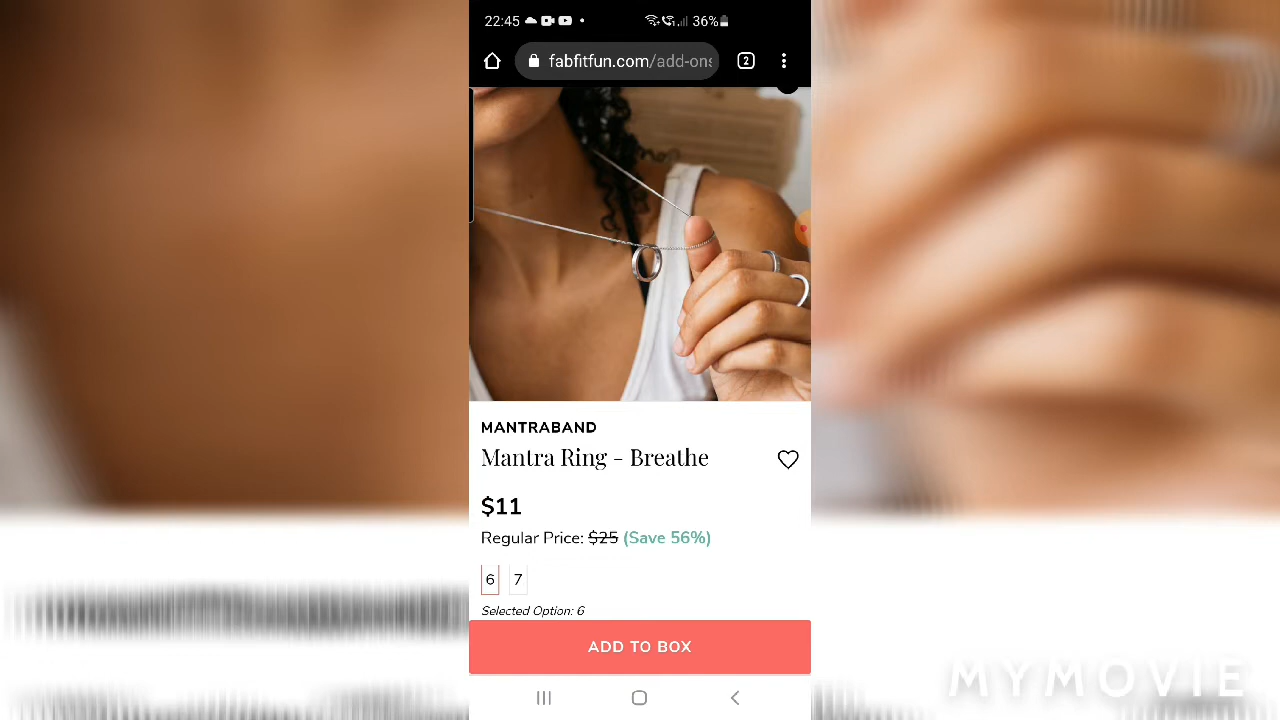 22:45 36%
fabfitfun.com/add-ons
2
MANTRABAND
Mantra Ring - Breathe
$11
Regular Price: $25 (Save 56%)
6 7
Selected Option: 6
ADD TO BOX
MYMOVIE